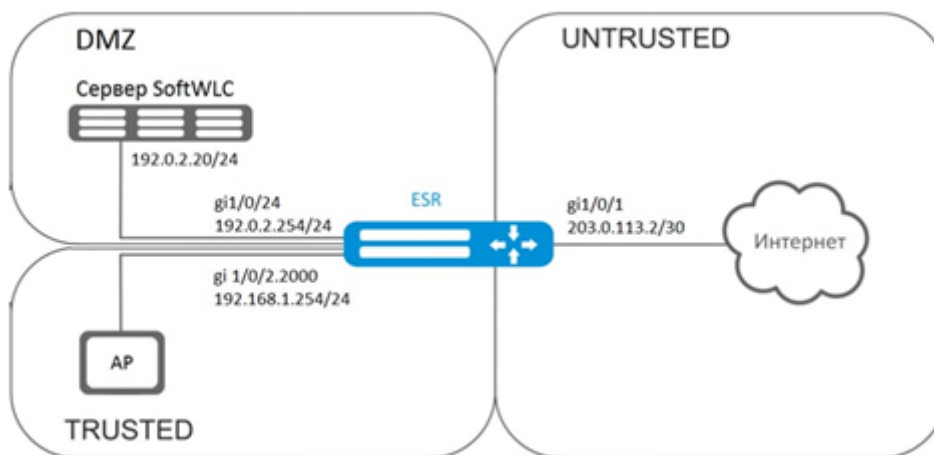 DMZ
Сервер SoftWLC
192.0.2.20/24
gi1/0/24
192.0.2.254/24
ESR
gi 1/0/2.2000
192.168.1.254/24
AP
TRUSTED
UNTRUSTED
gi1/0/1
203.0.113.2/30
Интернет